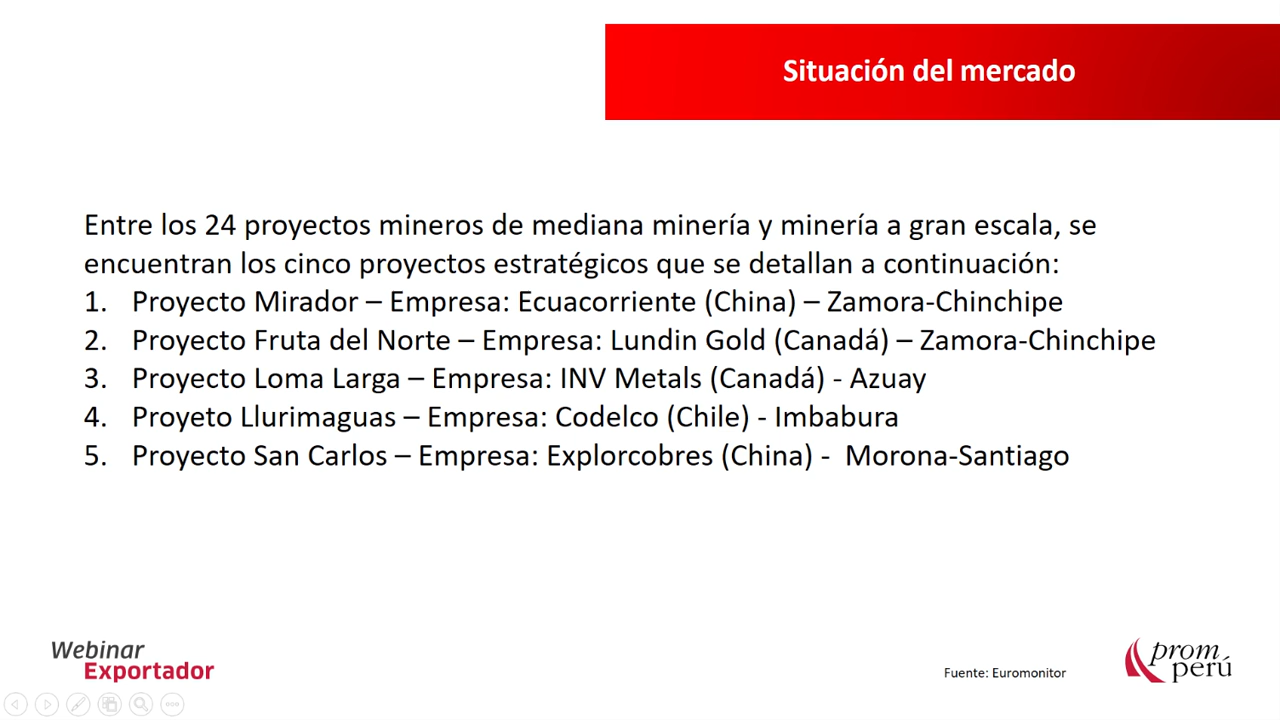 Situación del mercado
Entre los 24 proyectos mineros de mediana minería y minería a gran escala, se
encuentran los cinco proyectos estratégicos que se detallan a continuación:
1. Proyecto Mirador – Empresa: Ecuacorriente (China) – Zamora-Chinchipe
2. Proyecto Fruta del Norte – Empresa: Lundin Gold (Canadá) – Zamora-Chinchipe
3. Proyecto Loma Larga – Empresa: INV Metals (Canadá) - Azuay
4. Proyeto Llurimaguas – Empresa: Codelco (Chile) - Imbabura
5. Proyecto San Carlos – Empresa: Explorcobres (China) - Morona-Santiago
Webinar
Exportador
Fuente: Euromonitor
prom
perú